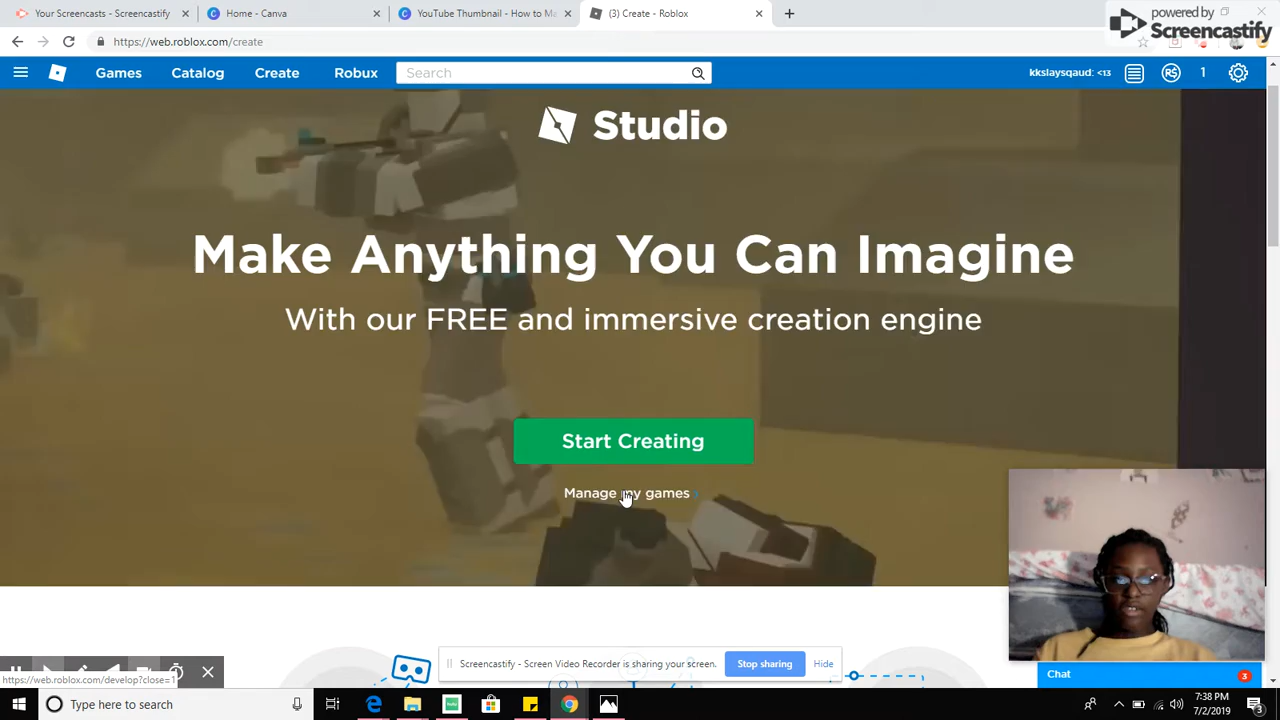 Your Screencasts - Screencastify
Home - Canva
YouTube Thumbnail - How to Me
(3) Create - Roblox
powered by
Screencastify
https://web.roblox.com/create
Games
Catalog
Create
Robux
Search
kkslaysqaud: <13
R$
1
Studio
Make Anything You Can Imagine
With our FREE and immersive creation engine
Start Creating
Manage my games
Screencastify - Screen Video Recorder is sharing your screen.
Stop sharing
Hide
Chat
3
https://web.roblox.com/develop?close=1
Type here to search
hulu
7:38 PM
7/2/2019
3